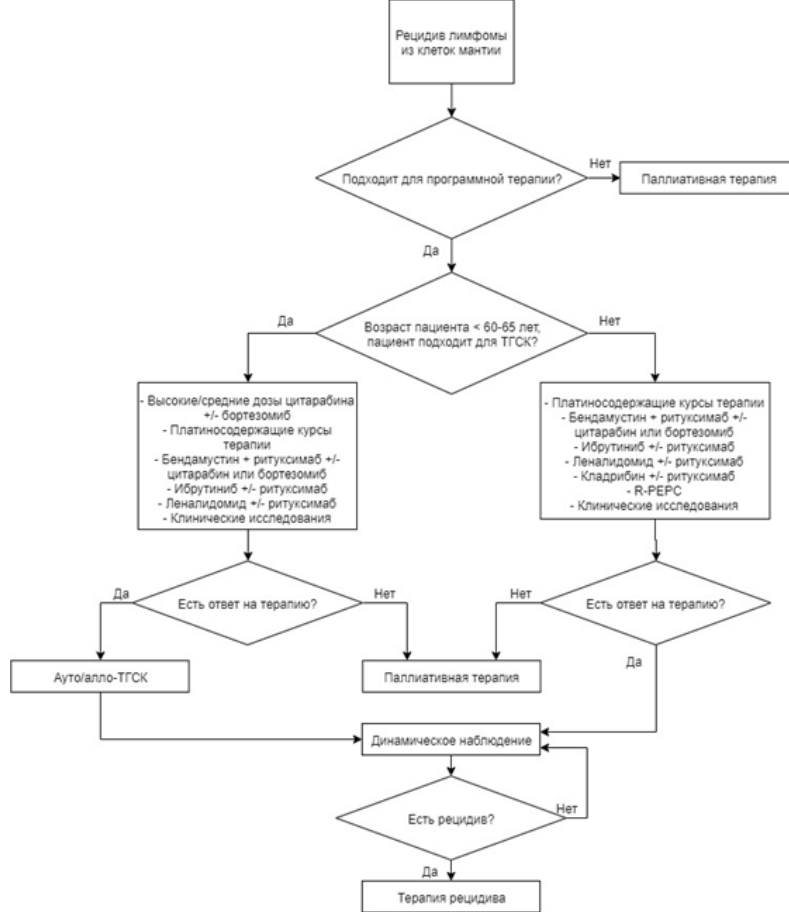 Рецидив лимфомы
из клеток мантии
Подходит для программной терапии?
Нет
Паллиативная терапия
Да
Возраст пациента < 60-65 лет,
пациент подходит для ТГСК?
Да
Нет
- Высокие/средние дозы цитарабина
+/- бортезомиб
- Платиносодержащие курсы
терапии
- Бендамустин + ритуксимаб +/-
цитарабин или бортезомиб
- Ибрутиниб +/- ритуксимаб
- Леналидомид +/- ритуксимаб
- Клинические исследования
- Платиносодержащие курсы терапии
- Бендамустин + ритуксимаб +/-
цитарабин или бортезомиб
- Ибрутиниб +/- ритуксимаб
- Леналидомид +/- ритуксимаб
- Кладрибин +/- ритуксимаб
- R-PEPC
- Клинические исследования
Да
Есть ответ на терапию?
Нет
Нет
Есть ответ на терапию?
Да
Ауто/алло-ТГСК
Паллиативная терапия
Динамическое наблюдение
Есть рецидив?
Нет
Да
Терапия рецидива